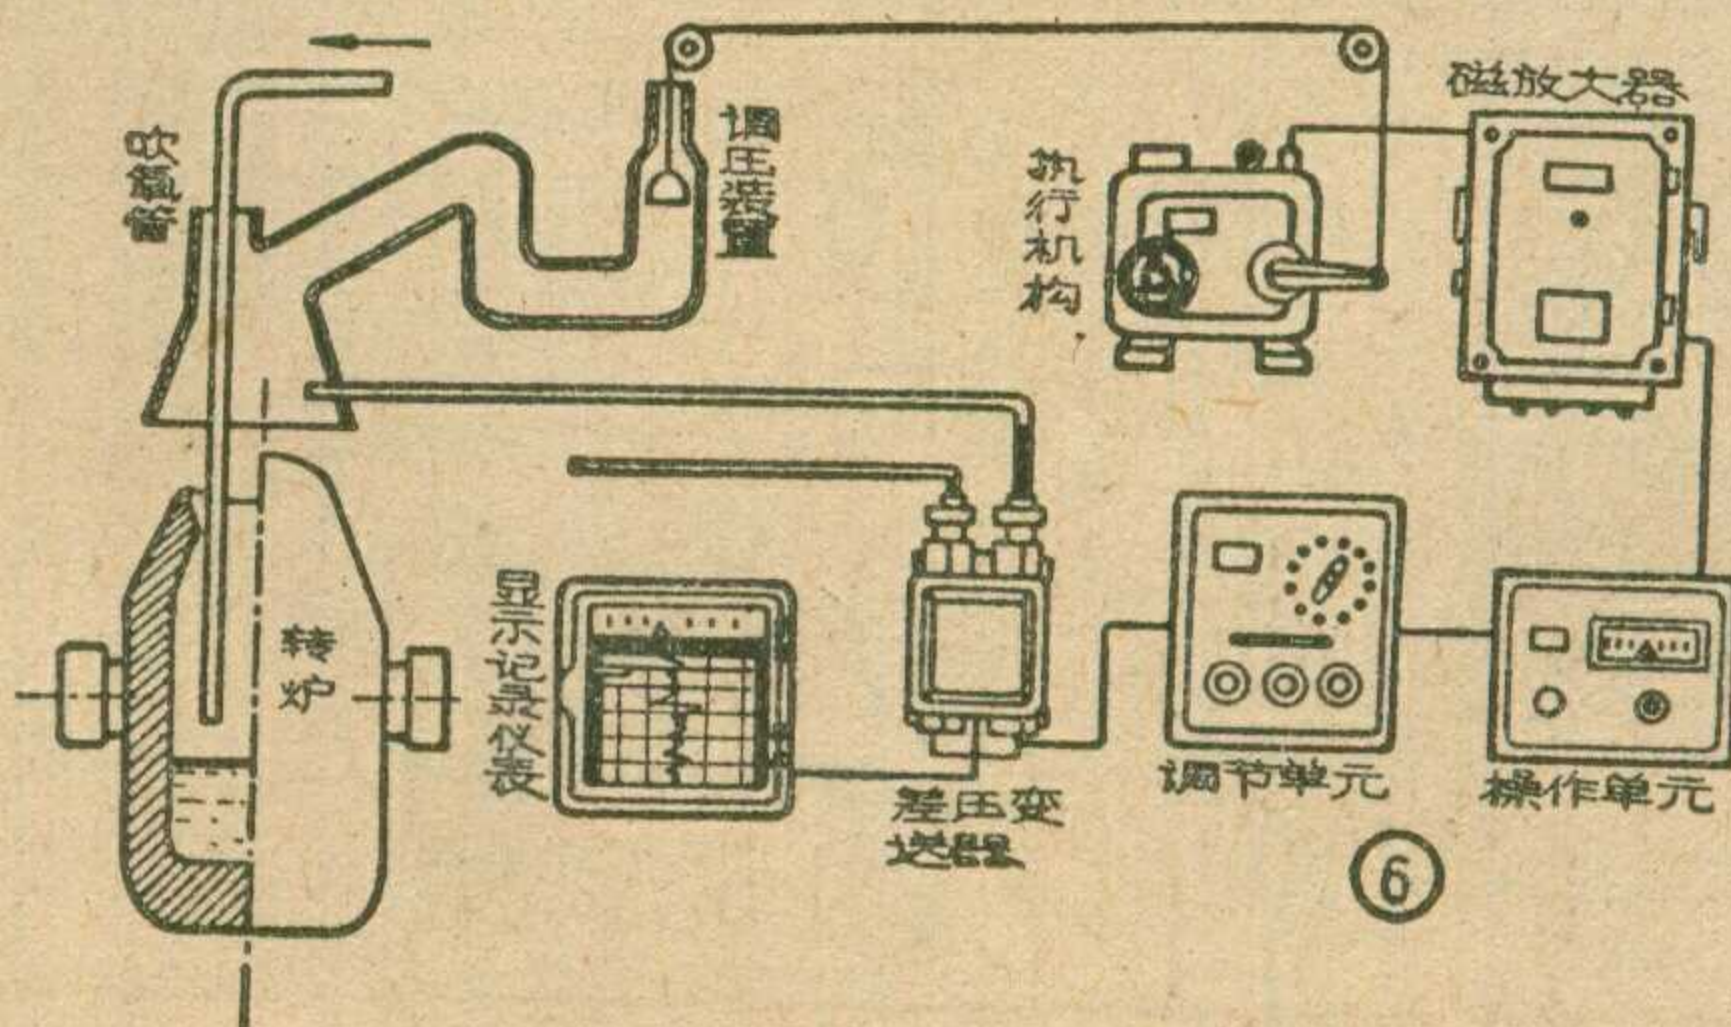 磁放大器
吹氧管
调压装置
执行机构
转炉
显示记录仪表
差压变
送器
调节单元
操作单元
⑥